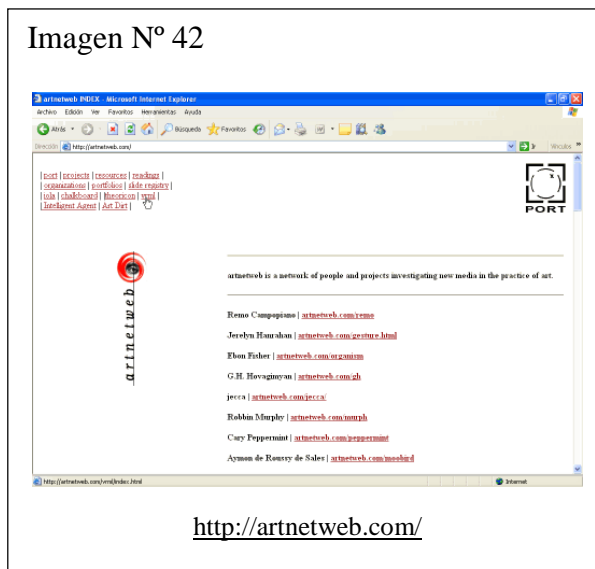 Imagen Nº 42
artnetweb INDEX - Microsoft Internet Explorer
Archivo Edición Ver Favoritos Herramientas Ayuda
Atrás Búsqueda Favoritos
Dirección http://artnetweb.com/ Ir Vínculos »
| port | projects | resources | readings |
| organizations | portfolios | slide registry |
| iola | chalkboard | theoricon | vrml |
| Intelligent Agent | Art Dirt |
PORT
artnetweb
artnetweb is a network of people and projects investigating new media in the practice of art.
Remo Campopiano | artnetweb.com/remo
Jerelyn Hanrahan | artnetweb.com/gesture.html
Ebon Fisher | artnetweb.com/organism
G.H. Hovagimyan | artnetweb.com/gh
jecca | artnetweb.com/jecca/
Robbin Murphy | artnetweb.com/murph
Cary Peppermint | artnetweb.com/peppermint
Aymon de Roussy de Sales | artnetweb.com/moobird
http://artnetweb.com/vrml/index.html Internet
http://artnetweb.com/